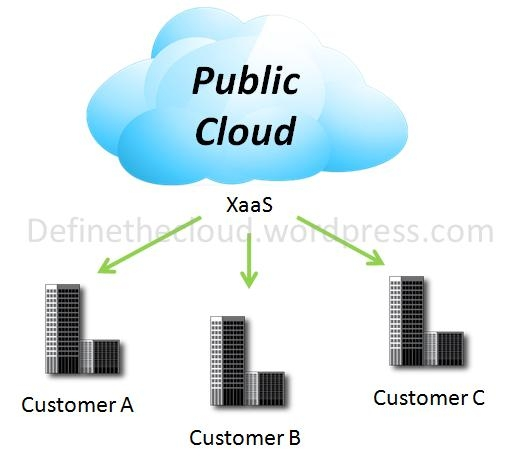 Public
Cloud
XaaS
Definethecloud.wordpress.com
Customer A
Customer B
Customer C